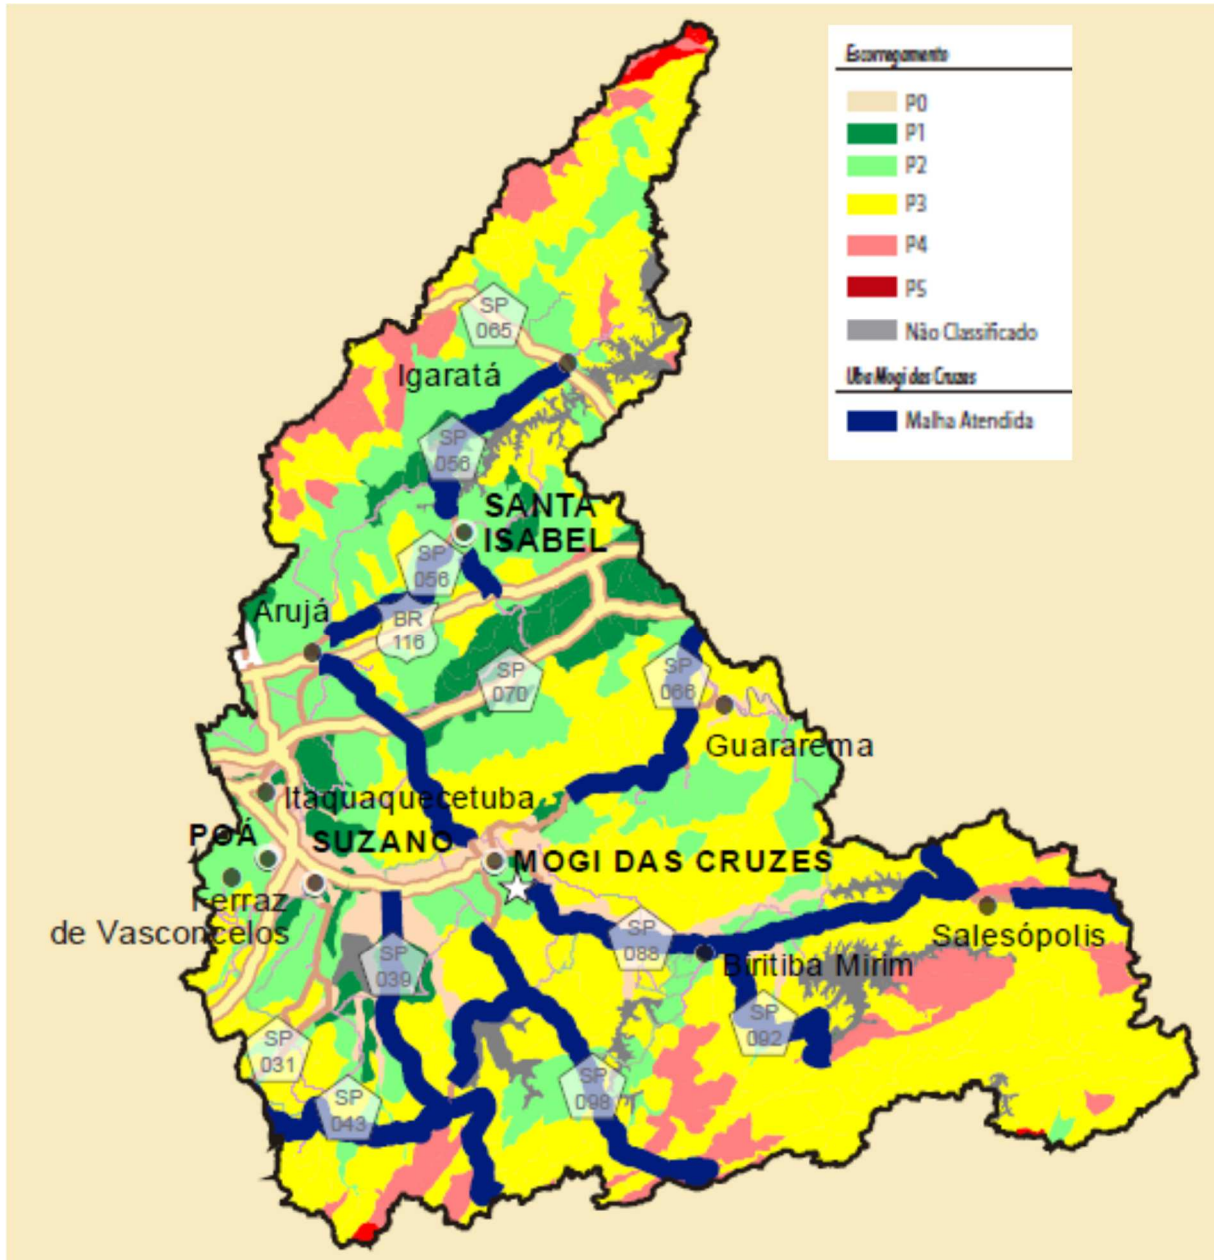 Escorregamento
P0
P1
P2
P3
P4
P5
Não Classificado
Uba Mogi das Cruzes
Malha Atendida
SP
065
Igaratá
SP
056
SANTA
ISABEL
SP
056
Arujá
BR
116
SP
070
SP
066
Guararema
Itaquaquecetuba
POÁ
SUZANO
MOGI DAS CRUZES
Ferraz
de Vasconcelos
SP
039
SP
088
Salesópolis
Biritiba Mirim
SP
092
SP
031
SP
043
SP
098